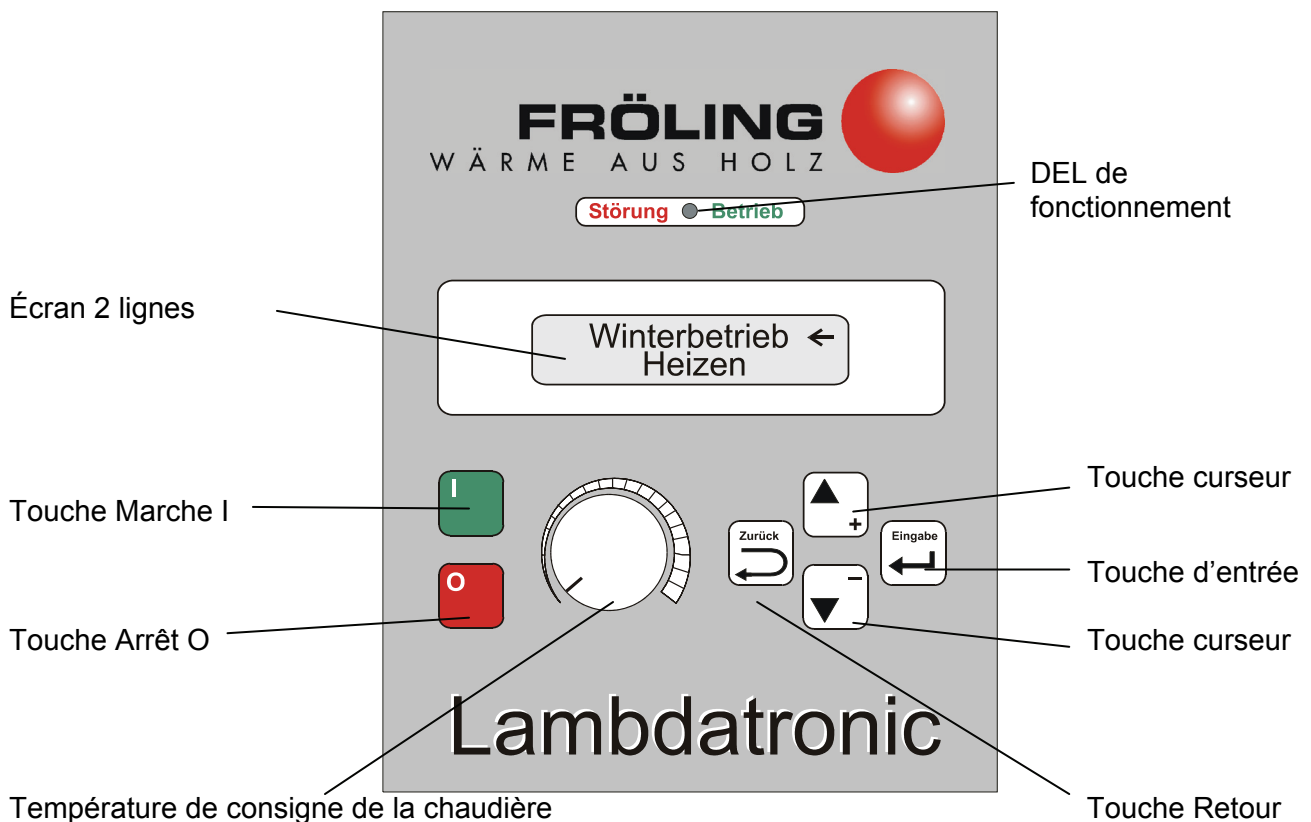 FRÖLING
WÄRME AUS HOLZ
DEL de
fonctionnement
Störung Betrieb
Écran 2 lignes
Winterbetrieb ←
Heizen
I
Touche Marche I
Touche curseur
+
Zurück
Eingabe
O
−
Touche d'entrée
Touche Arrêt O
Touche curseur
Lambdatronic
Température de consigne de la chaudière
Touche Retour